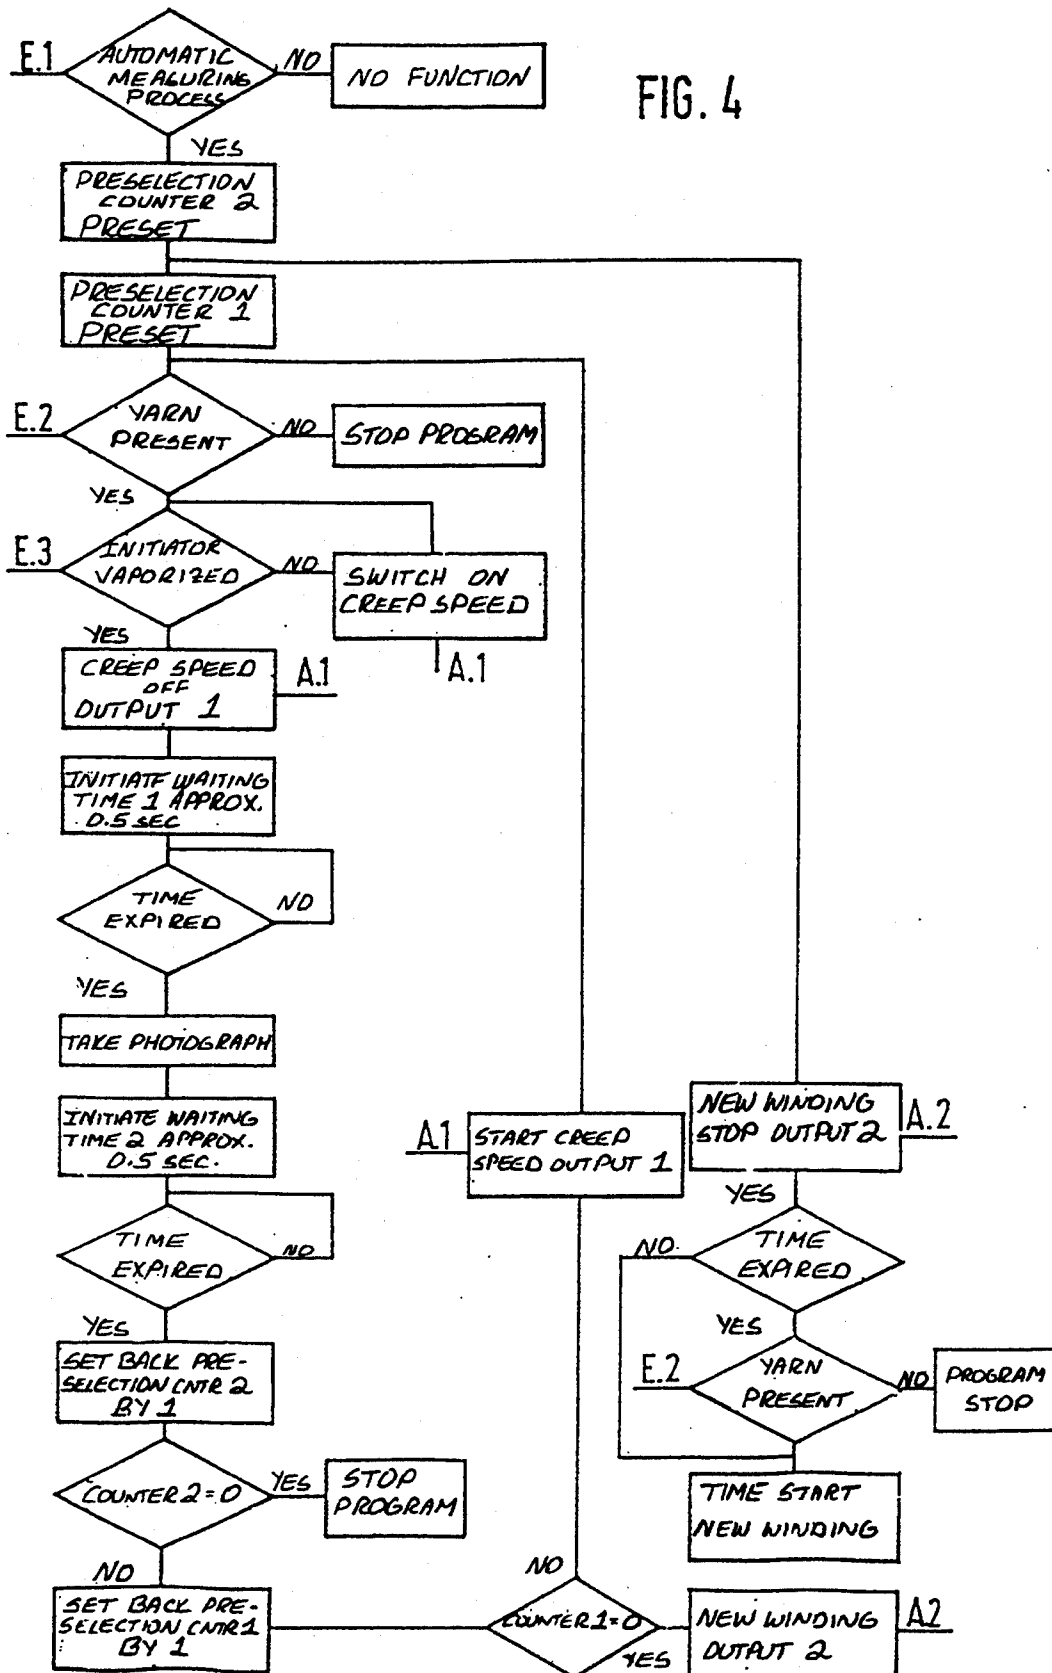 FIG. 4
E.1
AUTOMATIC
MEASURING
PROCESS
NO
NO FUNCTION
YES
PRESELECTION
COUNTER 2
PRESET
PRESELECTION
COUNTER 1
PRESET
E.2
YARN
PRESENT
NO
STOP PROGRAM
YES
E.3
INITIATOR
VAPORIZED
NO
SWITCH ON
CREEP SPEED
A.1
YES
CREEP SPEED
OFF
OUTPUT 1
A.1
INITIATE WAITING
TIME 1 APPROX.
0.5 SEC
TIME
EXPIRED
NO
YES
TAKE PHOTOGRAPH
INITIATE WAITING
TIME 2 APPROX.
0.5 SEC.
TIME
EXPIRED
NO
YES
SET BACK PRE-
SELECTION CNTR 2
BY 1
COUNTER 2 = 0
YES
STOP
PROGRAM
NO
SET BACK PRE-
SELECTION CNTR 1
BY 1
A.1
START CREEP
SPEED OUTPUT 1
NO
COUNTER 1 = 0
YES
NEW WINDING
OUTPUT 2
A.2
NEW WINDING
STOP OUTPUT 2
A.2
YES
NO
TIME
EXPIRED
YES
E.2
YARN
PRESENT
NO
PROGRAM
STOP
TIME START
NEW WINDING